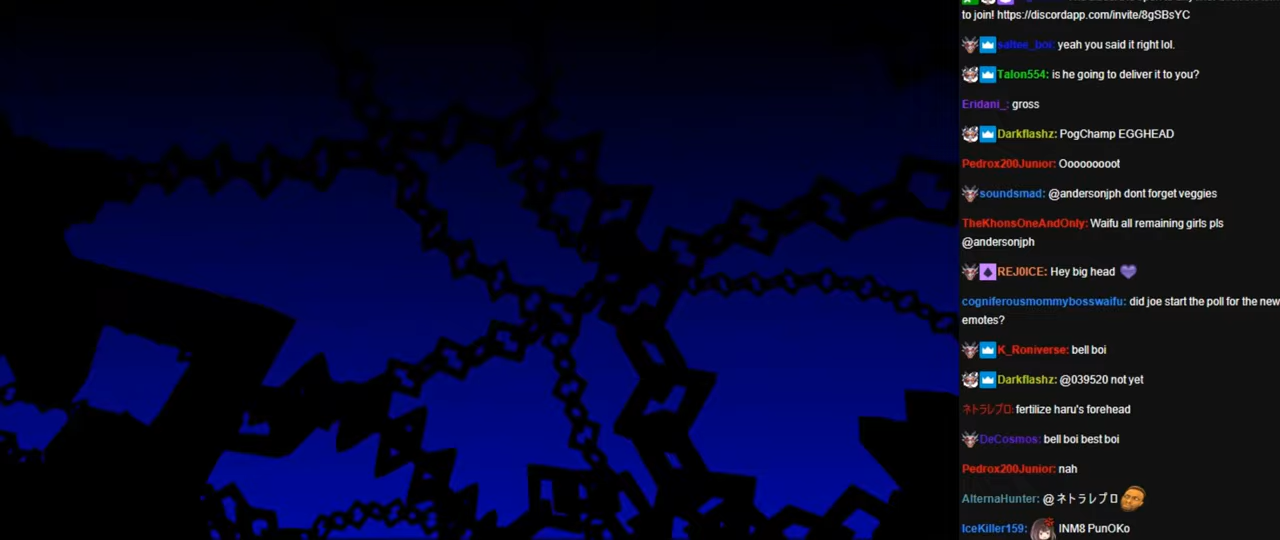 to join! https://discordapp.com/invite/8gSBsYC
saltee_boi: yeah you said it right lol.
Talon554: is he going to deliver it to you?
Eridani_: gross
Darkflashz: PogChamp EGGHEAD
Pedrox200Junior: Ooooooooot
soundsmad: @andersonjph dont forget veggies
TheKhonsOneAndOnly: Waifu all remaining girls pls
@andersonjph
REJ0ICE: Hey big head 💜
cogniferousmommybosswaifu: did joe start the poll for the new
emotes?
K_Roniverse: bell boi
Darkflashz: @039520 not yet
ネトラレブロ: fertilize haru's forehead
DeCosmos: bell boi best boi
Pedrox200Junior: nah
AlternaHunter: @ネトラレブロ
IceKiller159: INM8 PunOKo